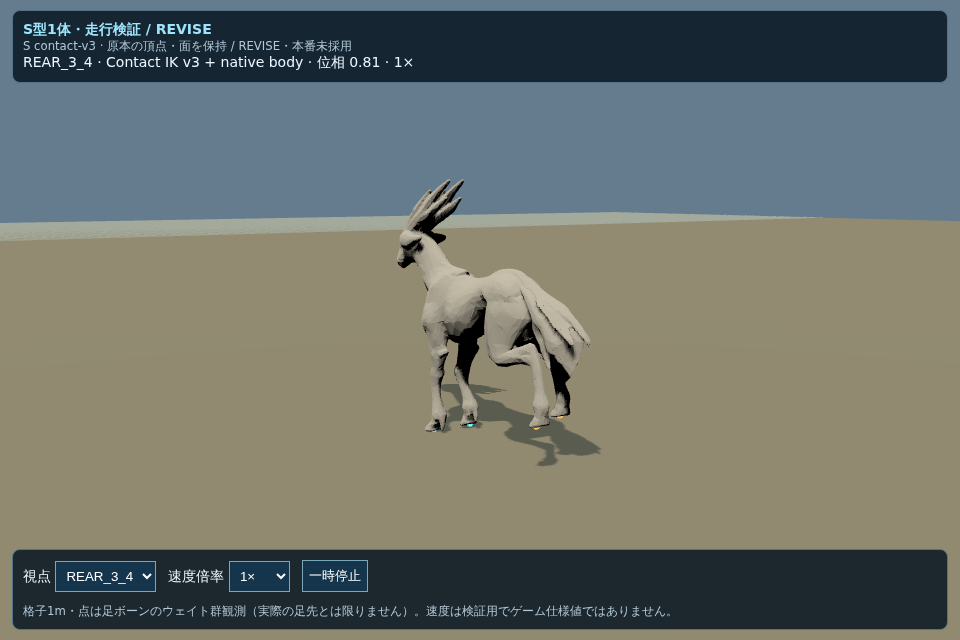 S型1体・走行検証 / REVISE
S contact-v3 · 原本の頂点・面を保持 / REVISE・本番未採用
REAR_3_4 · Contact IK v3 + native body · 位相 0.81 · 1×
視点 REAR_3_4 速度倍率 1× 一時停止
格子1m・点は足ボーンのウェイト群観測（実際の足先とは限りません）。速度は検証用でゲーム仕様値ではありません。